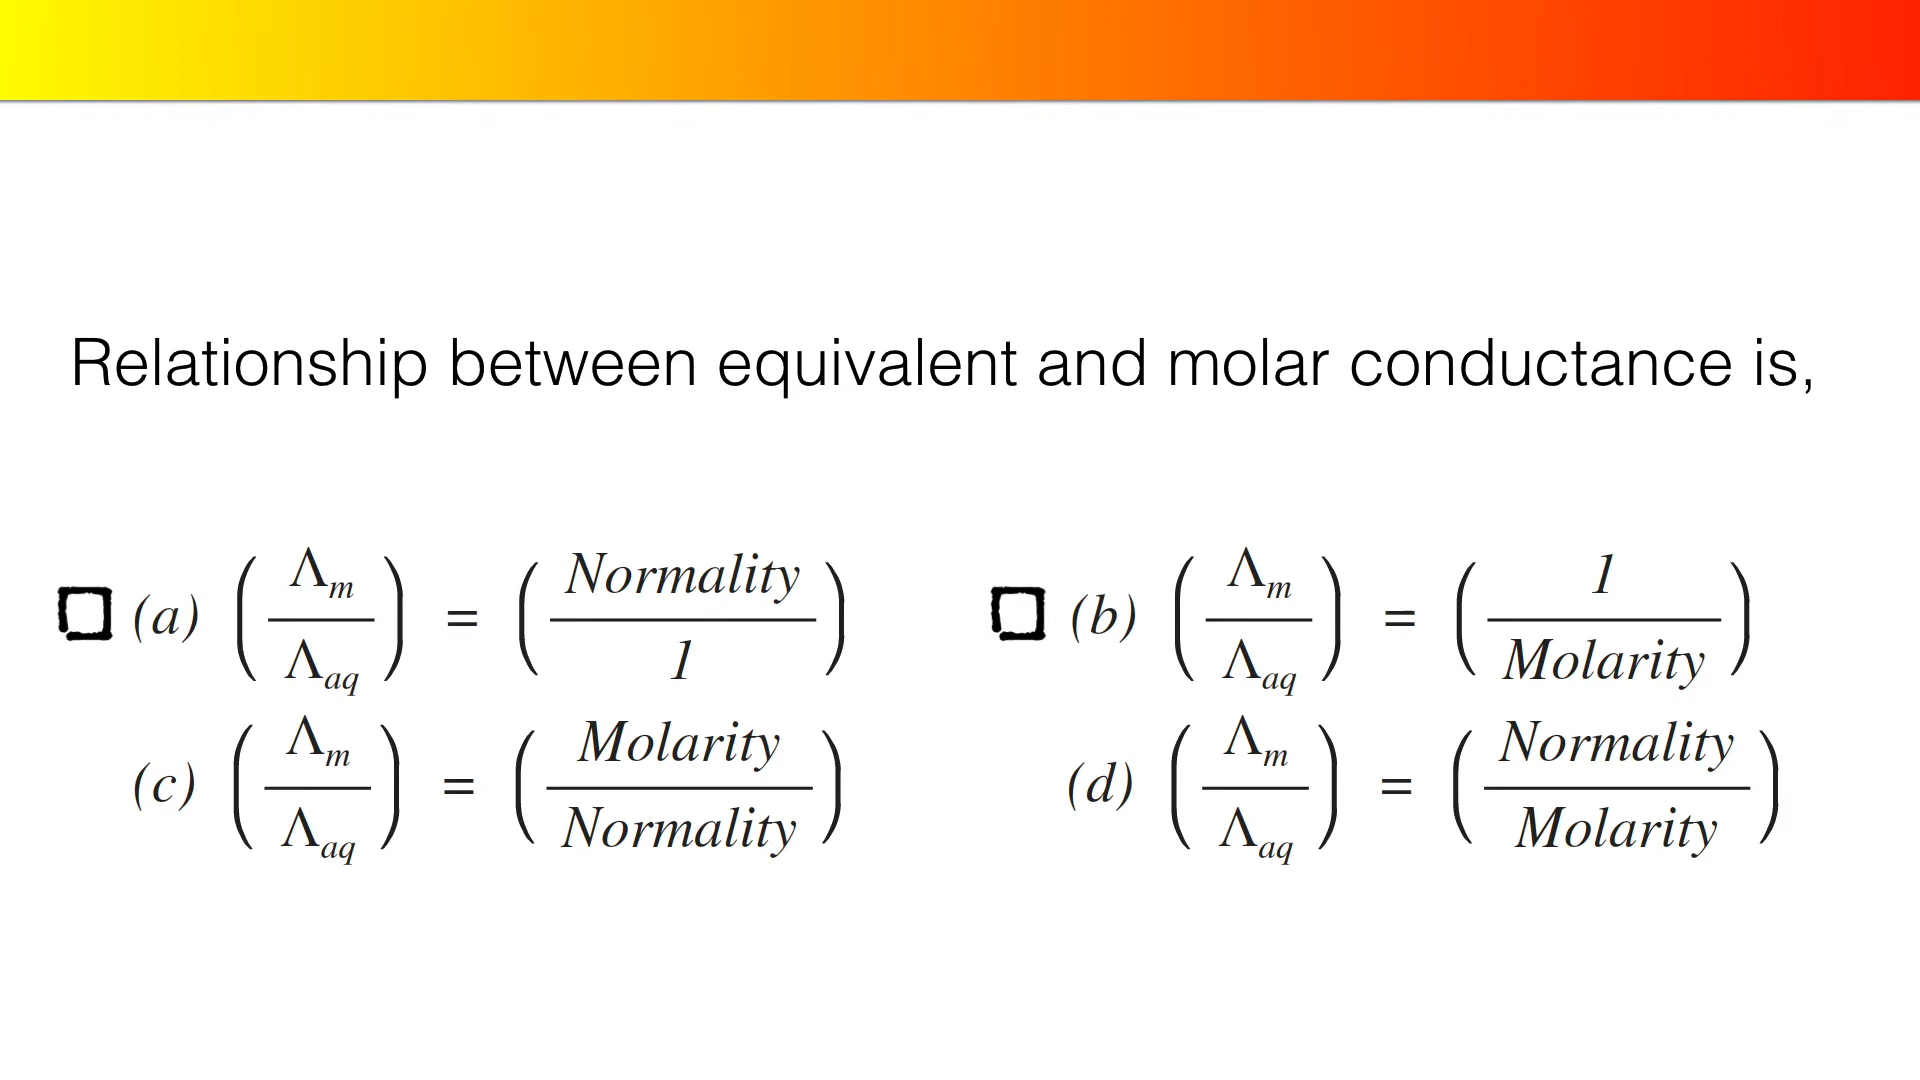 Relationship between equivalent and molar conductance is,
(a) (Λm / Λaq) = (Normality / 1) (b) (Λm / Λaq) = (1 / Molarity)
(c) (Λm / Λaq) = (Molarity / Normality) (d) (Λm / Λaq) = (Normality / Molarity)